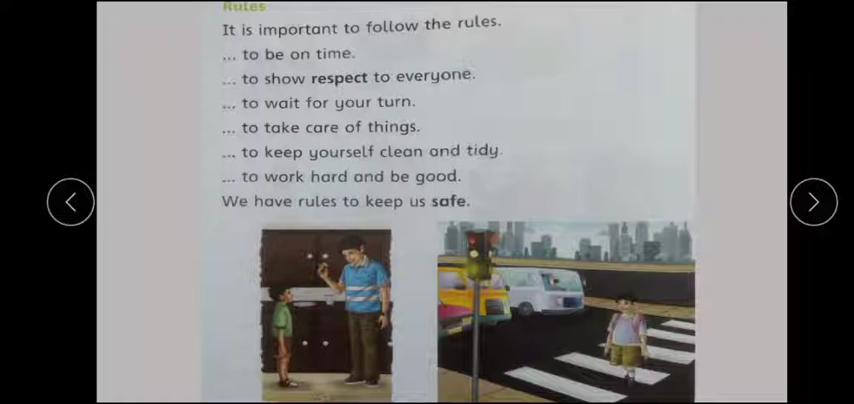 Rules
It is important to follow the rules.
... to be on time.
... to show respect to everyone.
... to wait for your turn.
... to take care of things.
... to keep yourself clean and tidy.
... to work hard and be good.
We have rules to keep us safe.